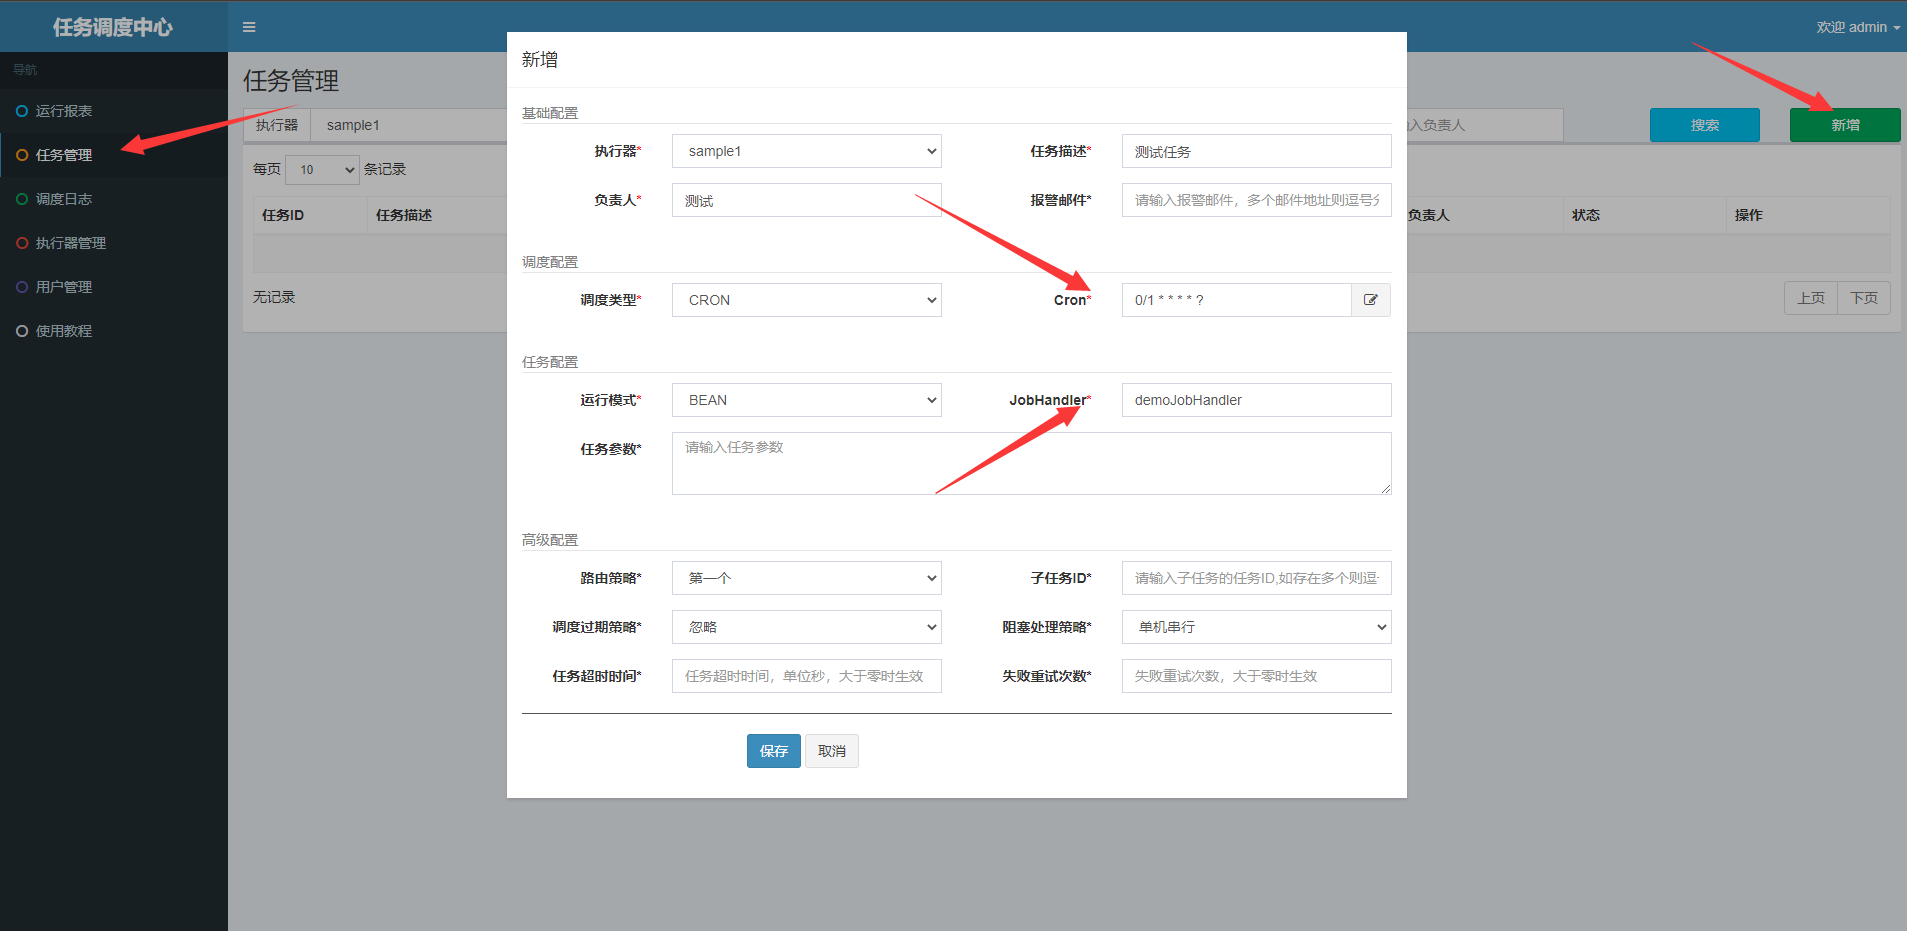 任务调度中心
欢迎 admin
导航
运行报表
任务管理
调度日志
执行器管理
用户管理
使用教程
任务管理
执行器 sample1
入负责人
搜索
新增
每页 10 条记录
任务ID 任务描述 负责人 状态 操作
无记录
上页 下页
新增
基础配置
执行器* sample1 任务描述* 测试任务
负责人* 测试 报警邮件* 请输入报警邮件，多个邮件地址则逗号分
调度配置
调度类型* CRON Cron* 0/1 * * * * ?
任务配置
运行模式* BEAN JobHandler* demoJobHandler
任务参数* 请输入任务参数
高级配置
路由策略* 第一个 子任务ID* 请输入子任务的任务ID,如存在多个则逗
调度过期策略* 忽略 阻塞处理策略* 单机串行
任务超时时间* 任务超时时间，单位秒，大于零时生效 失败重试次数* 失败重试次数，大于零时生效
保存 取消